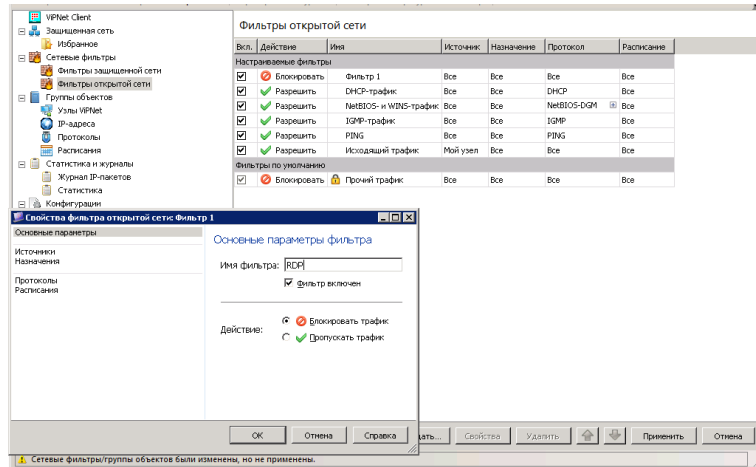 ViPNet Client
Защищенная сеть
Избранное
Сетевые фильтры
Фильтры защищенной сети
Фильтры открытой сети
Группы объектов
Узлы ViPNet
IP-адреса
Протоколы
Расписания
Статистика и журналы
Журнал IP-пакетов
Статистика
Конфигурации
Фильтры открытой сети
Вкл. Действие Имя Источник Назначение Протокол Расписание
Настраиваемые фильтры
Блокировать Фильтр 1 Все Все Все Все
Разрешить DHCP-трафик Все Все DHCP Все
Разрешить NetBIOS- и WINS-трафик Все Все NetBIOS-DGM Все
Разрешить IGMP-трафик Все Все IGMP Все
Разрешить PING Все Все PING Все
Разрешить Исходящий трафик Мой узел Все Все Все
Фильтры по умолчанию
Блокировать Прочий трафик Все Все Все Все
Свойства фильтра открытой сети: Фильтр 1
Основные параметры
Источники
Назначения
Протоколы
Расписания
Основные параметры фильтра
Имя фильтра: RDP
Фильтр включен
Действие:
Блокировать трафик
Пропускать трафик
OK Отмена Справка
дать... Свойства Удалить Применить Отмена
Сетевые фильтры/группы объектов были изменены, но не применены.